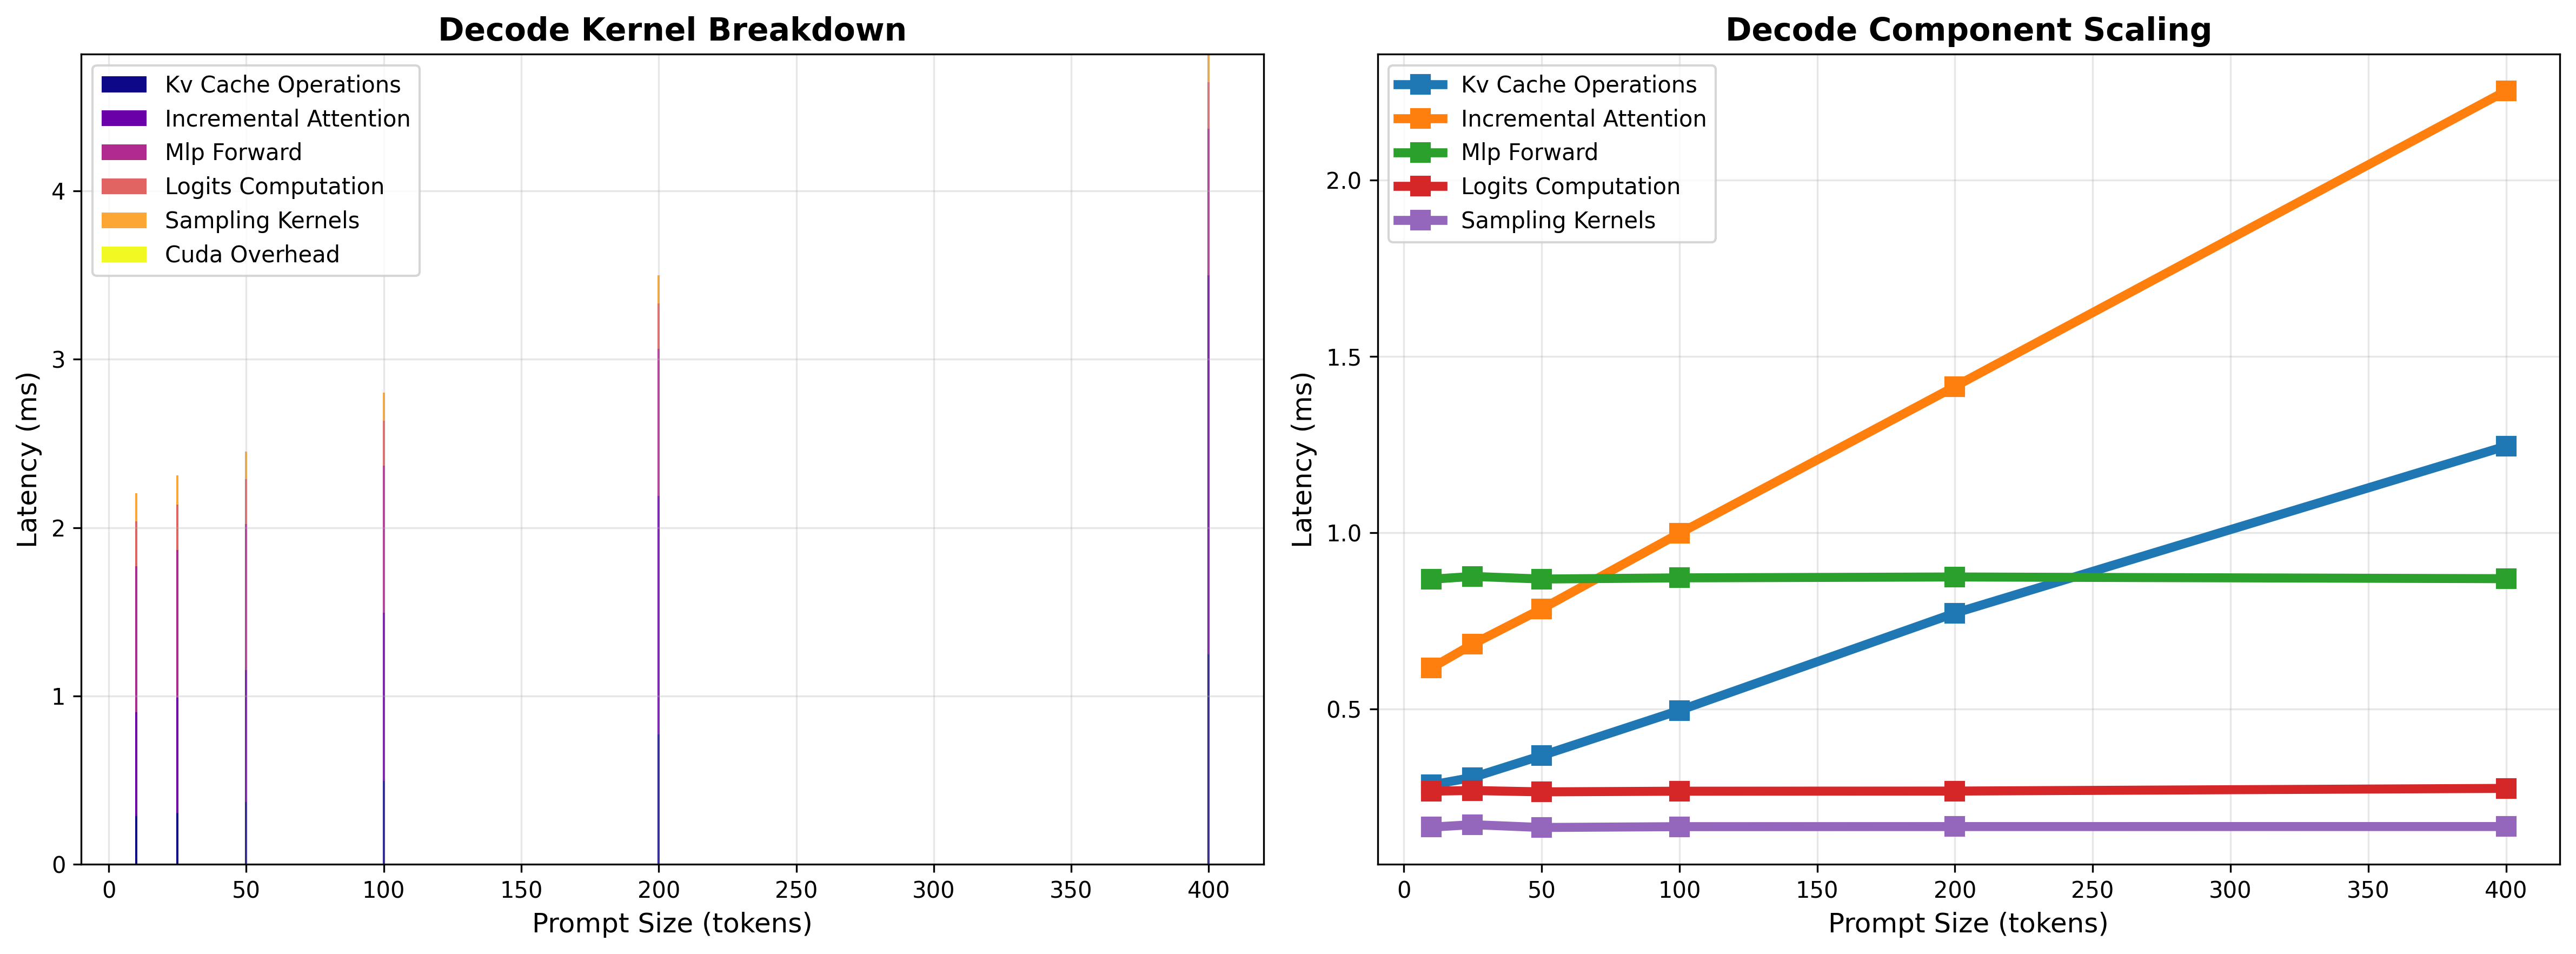 Decode Kernel Breakdown
Kv Cache Operations
Incremental Attention
Mlp Forward
Logits Computation
Sampling Kernels
Cuda Overhead
Latency (ms)
4
3
2
1
0
0 50 100 150 200 250 300 350 400
Prompt Size (tokens)
Decode Component Scaling
Kv Cache Operations
Incremental Attention
Mlp Forward
Logits Computation
Sampling Kernels
Latency (ms)
2.0
1.5
1.0
0.5
0 50 100 150 200 250 300 350 400
Prompt Size (tokens)